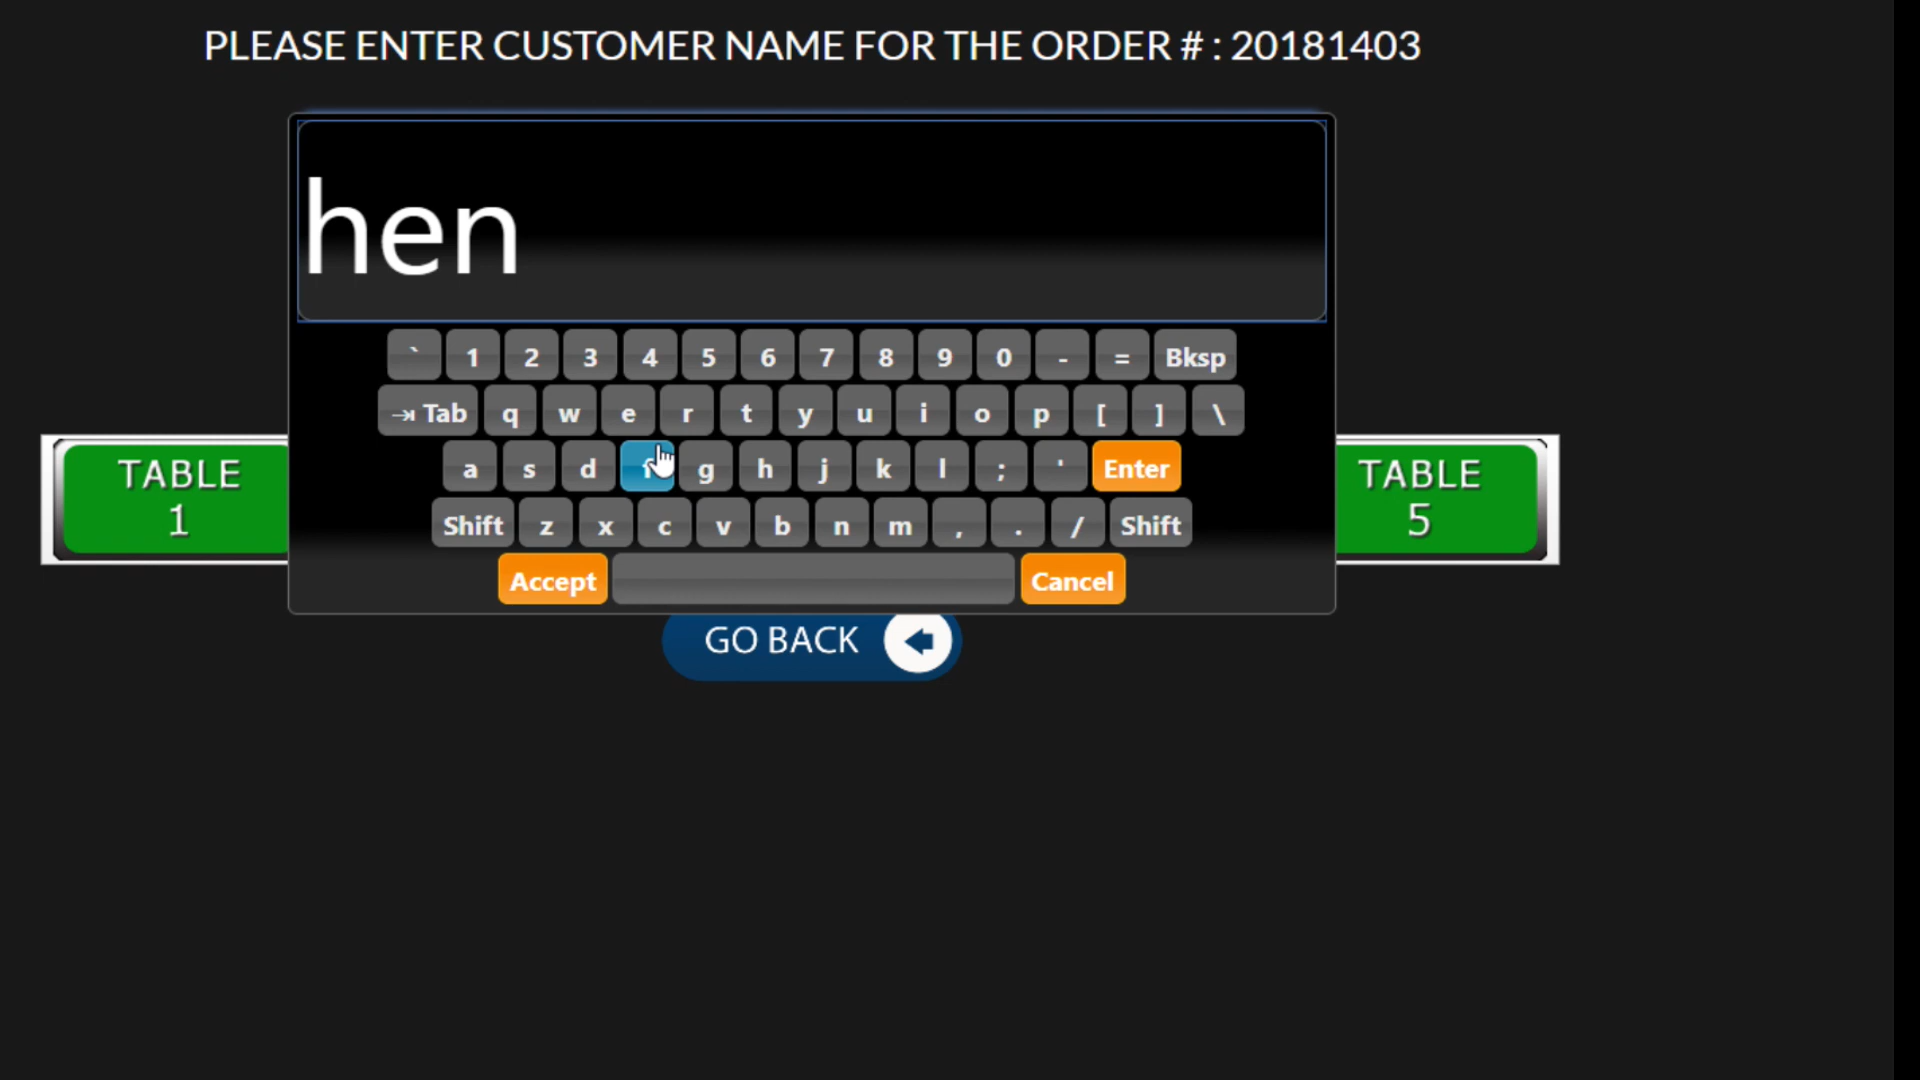 PLEASE ENTER CUSTOMER NAME FOR THE ORDER # : 20181403
hen
` 1 2 3 4 5 6 7 8 9 0 - = Bksp
⇥ Tab q w e r t y u i o p [ ] \
a s d g h j k l ; ' Enter
Shift z x c v b n m , . / Shift
Accept Cancel
TABLE
1
TABLE
5
GO BACK